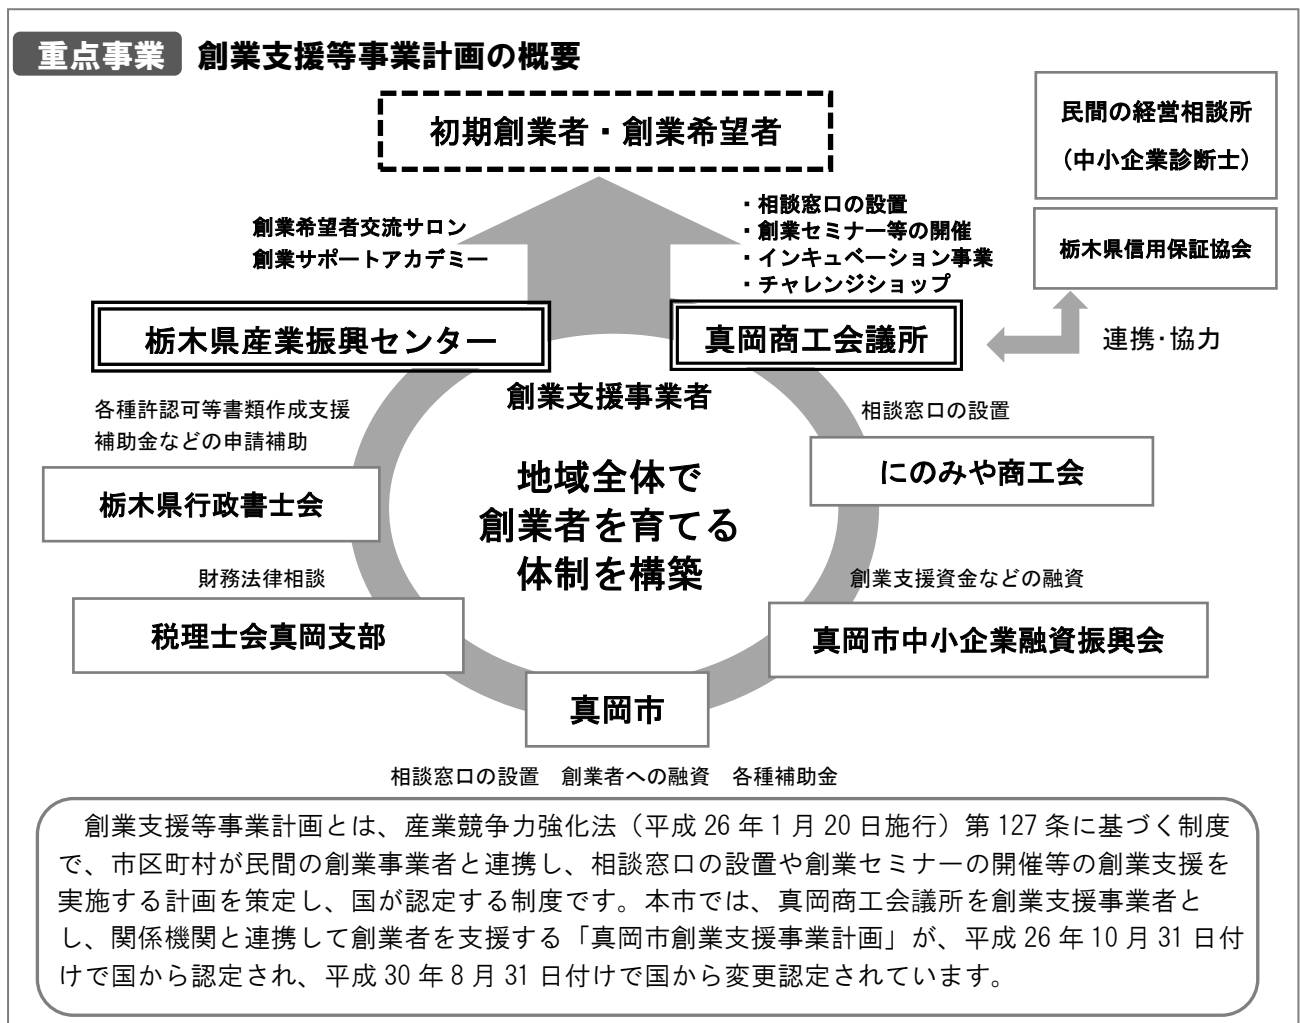 重点事業 創業支援等事業計画の概要
初期創業者・創業希望者
民間の経営相談所
(中小企業診断士)
栃木県信用保証協会
創業希望者交流サロン
創業サポートアカデミー
・相談窓口の設置
・創業セミナー等の開催
・インキュベーション事業
・チャレンジショップ
栃木県産業振興センター
真岡商工会議所
連携･協力
創業支援事業者
各種許認可等書類作成支援
補助金などの申請補助
相談窓口の設置
栃木県行政書士会
にのみや商工会
地域全体で
創業者を育てる
体制を構築
財務法律相談
創業支援資金などの融資
税理士会真岡支部
真岡市中小企業融資振興会
真岡市
相談窓口の設置 創業者への融資 各種補助金
創業支援等事業計画とは、産業競争力強化法（平成 26 年 1 月 20 日施行）第 127 条に基づく制度
で、市区町村が民間の創業事業者と連携し、相談窓口の設置や創業セミナーの開催等の創業支援を
実施する計画を策定し、国が認定する制度です。本市では、真岡商工会議所を創業支援事業者と
し、関係機関と連携して創業者を支援する「真岡市創業支援事業計画」が、平成 26 年 10 月 31 日付
けで国から認定され、平成 30 年 8 月 31 日付けで国から変更認定されています。